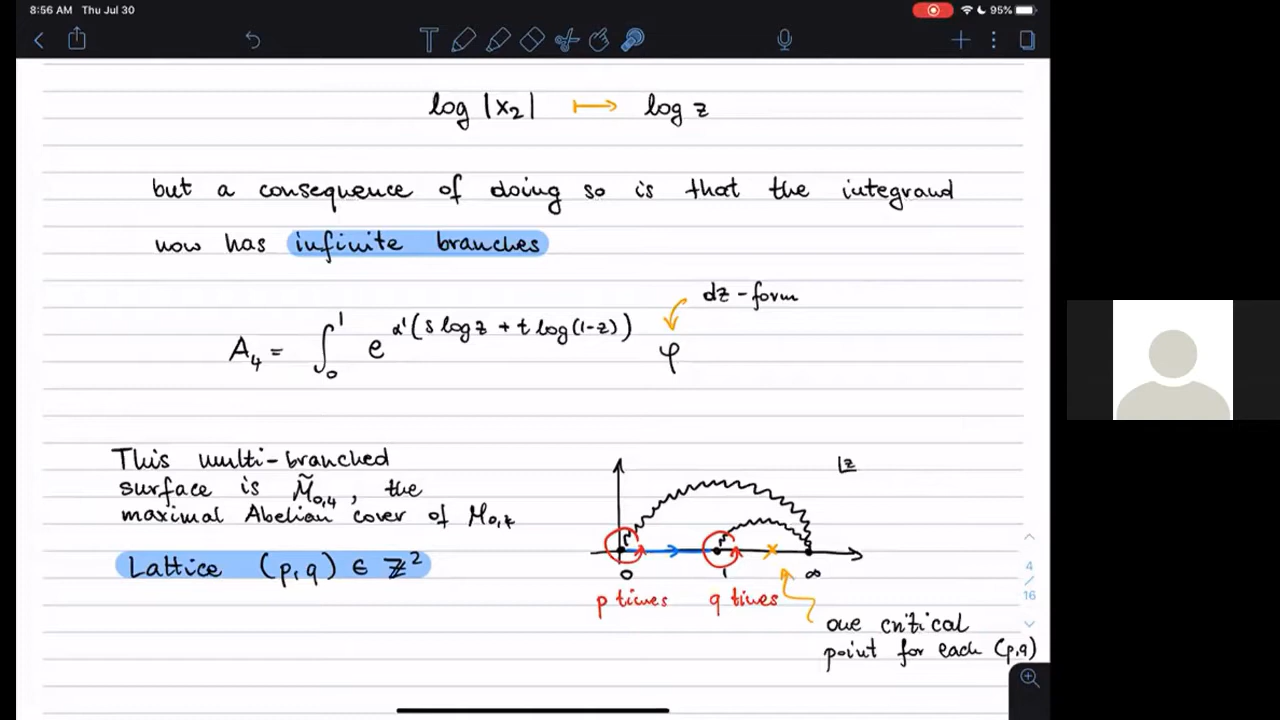 8:56 AM Thu Jul 30
95%
log |x₂| ↦ log z
but a consequence of doing so is that the integrand
now has infinite branches
dz-form
A₄ = ∫₀¹ e^{α'(s log z + t log(1-z))} φ
This multi-branched
surface is M̃₀,₄, the
maximal Abelian cover of M₀,₄
Lattice (p,q) ∈ ℤ²
z
0 1 ∞
p times q times
one critical
point for each (p,q)
4
/
16